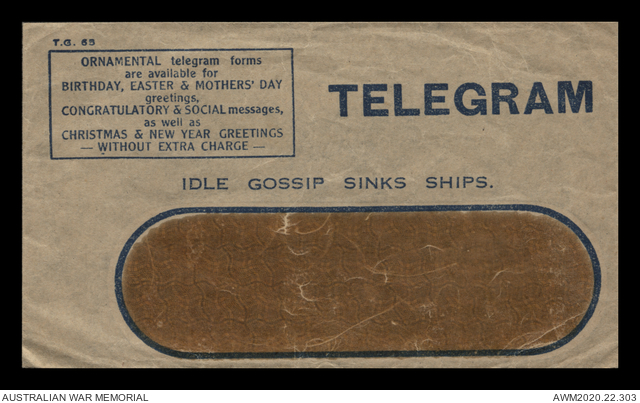 T.G. 65
ORNAMENTAL telegram forms
are available for
BIRTHDAY, EASTER & MOTHERS' DAY
greetings,
CONGRATULATORY & SOCIAL messages,
as well as
CHRISTMAS & NEW YEAR GREETINGS
— WITHOUT EXTRA CHARGE —
TELEGRAM
IDLE GOSSIP SINKS SHIPS.
AUSTRALIAN WAR MEMORIAL
AWM2020.22.303